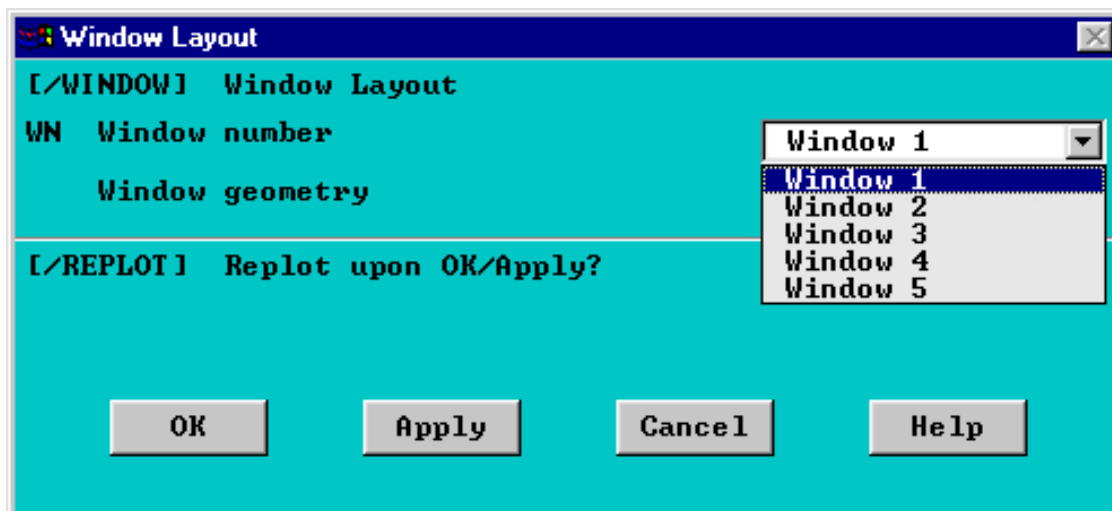 Window Layout
[/WINDOW] Window Layout
WN Window number
Window 1
Window geometry
Window 1
Window 2
Window 3
Window 4
Window 5
[/REPLOT] Replot upon OK/Apply?
OK Apply Cancel Help